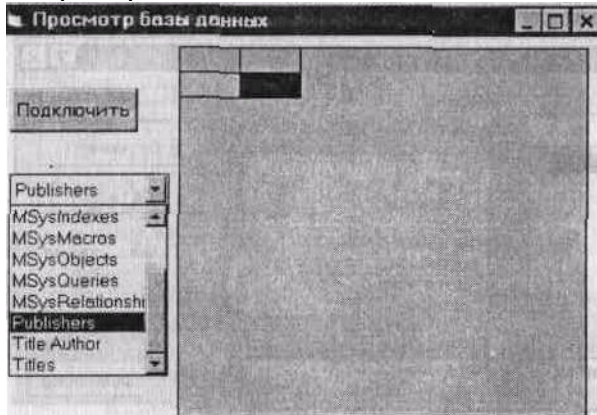 Просмотр базы данных
Подключить
Publishers
MSysIndexes
MSysMacros
MSysObjects
MSysQueries
MSysRelationshi
Publishers
Title Author
Titles